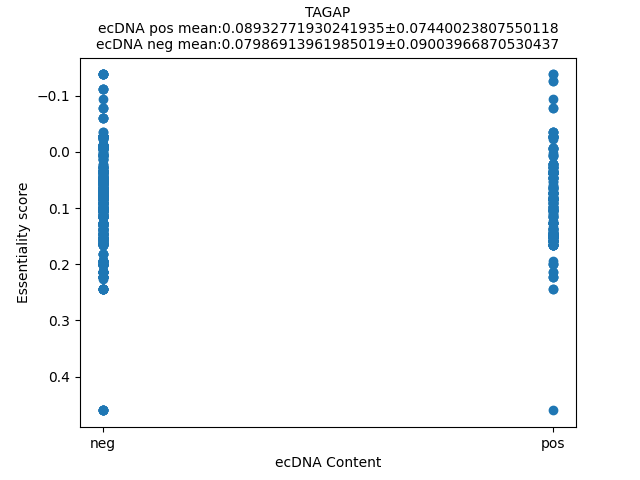 TAGAP
ecDNA pos mean:0.08932771930241935±0.07440023807550118
ecDNA neg mean:0.07986913961985019±0.09003966870530437
−0.1
0.0
0.1
0.2
0.3
0.4
Essentiality score
neg
pos
ecDNA Content